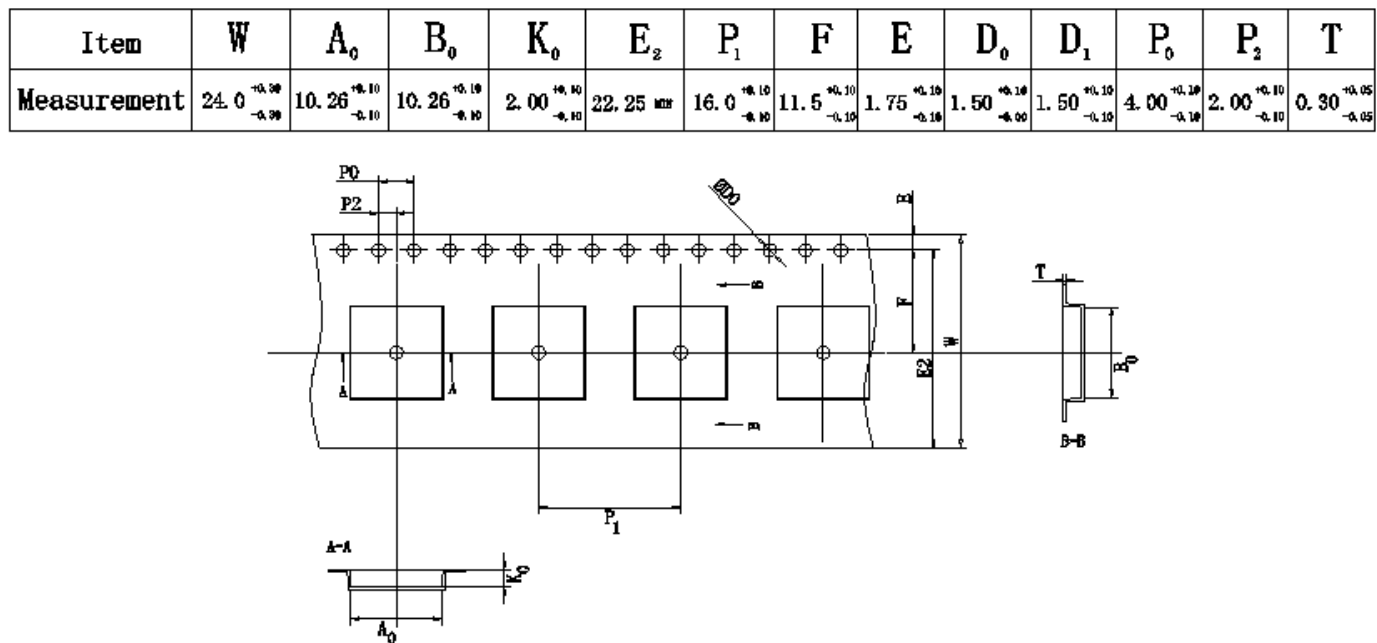 Item W A₀ B₀ K₀ E₂ P₁ F E D₀ D₁ P₀ P₂ T
Measurement 24.0 +0.30 -0.30 10.26 +0.10 -0.10 10.26 +0.10 -0.10 2.00 +0.10 -0.10 22.25 MIN 16.0 +0.10 -0.10 11.5 +0.10 -0.10 1.75 +0.10 -0.10 1.50 +0.10 -0.00 1.50 +0.10 -0.10 4.00 +0.10 -0.10 2.00 +0.10 -0.10 0.30 +0.05 -0.05
P0
P2
ØD0
E
T
B
F
W
E2
B₀
A A
B
B-B
P₁
A-A
K₀
A₀